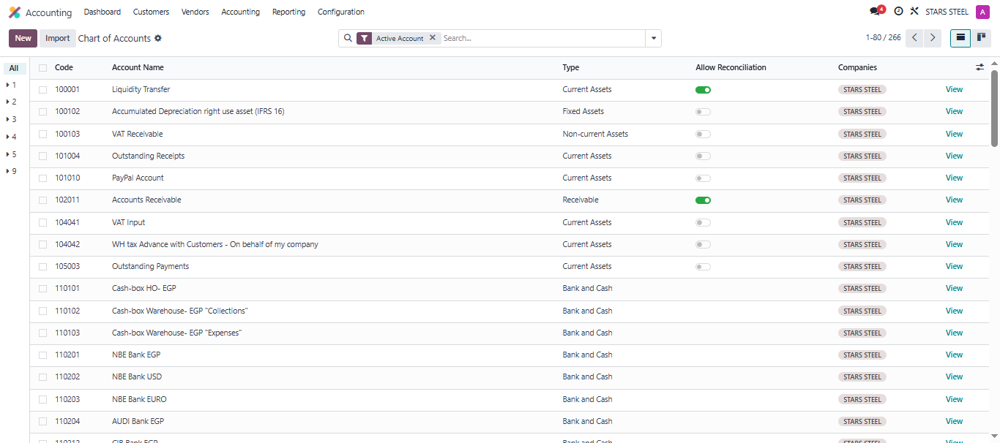 Accounting Dashboard Customers Vendors Accounting Reporting Configuration 4 STARS STEEL A
New Import Chart of Accounts Active Account Search... 1-80 / 266
All Code Account Name Type Allow Reconciliation Companies
1 100001 Liquidity Transfer Current Assets STARS STEEL View
2 100102 Accumulated Depreciation right use asset (IFRS 16) Fixed Assets STARS STEEL View
3 100103 VAT Receivable Non-current Assets STARS STEEL View
4 101004 Outstanding Receipts Current Assets STARS STEEL View
5 101010 PayPal Account Current Assets STARS STEEL View
9 102011 Accounts Receivable Receivable STARS STEEL View
104041 VAT Input Current Assets STARS STEEL View
104042 WH tax Advance with Customers - On behalf of my company Current Assets STARS STEEL View
105003 Outstanding Payments Current Assets STARS STEEL View
110101 Cash-box HO- EGP Bank and Cash STARS STEEL View
110102 Cash-box Warehouse- EGP "Collections" Bank and Cash STARS STEEL View
110103 Cash-box Warehouse- EGP "Expenses" Bank and Cash STARS STEEL View
110201 NBE Bank EGP Bank and Cash STARS STEEL View
110202 NBE Bank USD Bank and Cash STARS STEEL View
110203 NBE Bank EURO Bank and Cash STARS STEEL View
110204 AUDI Bank EGP Bank and Cash STARS STEEL View
CIB Bank EGP Bank and Cash STARS STEEL View